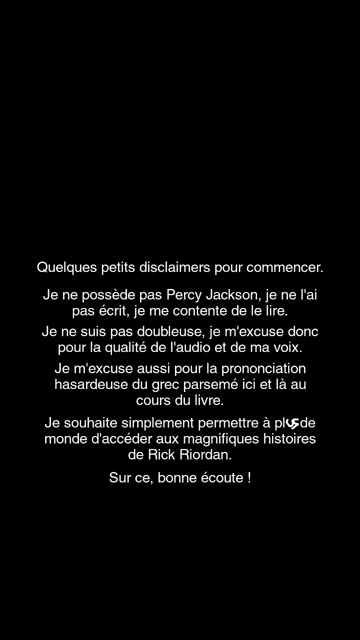 Quelques petits disclaimers pour commencer.
Je ne possède pas Percy Jackson, je ne l'ai
pas écrit, je me contente de le lire.
Je ne suis pas doubleuse, je m'excuse donc
pour la qualité de l'audio et de ma voix.
Je m'excuse aussi pour la prononciation
hasardeuse du grec parsemé ici et là au
cours du livre.
Je souhaite simplement permettre à plus de
monde d'accéder aux magnifiques histoires
de Rick Riordan.
Sur ce, bonne écoute !